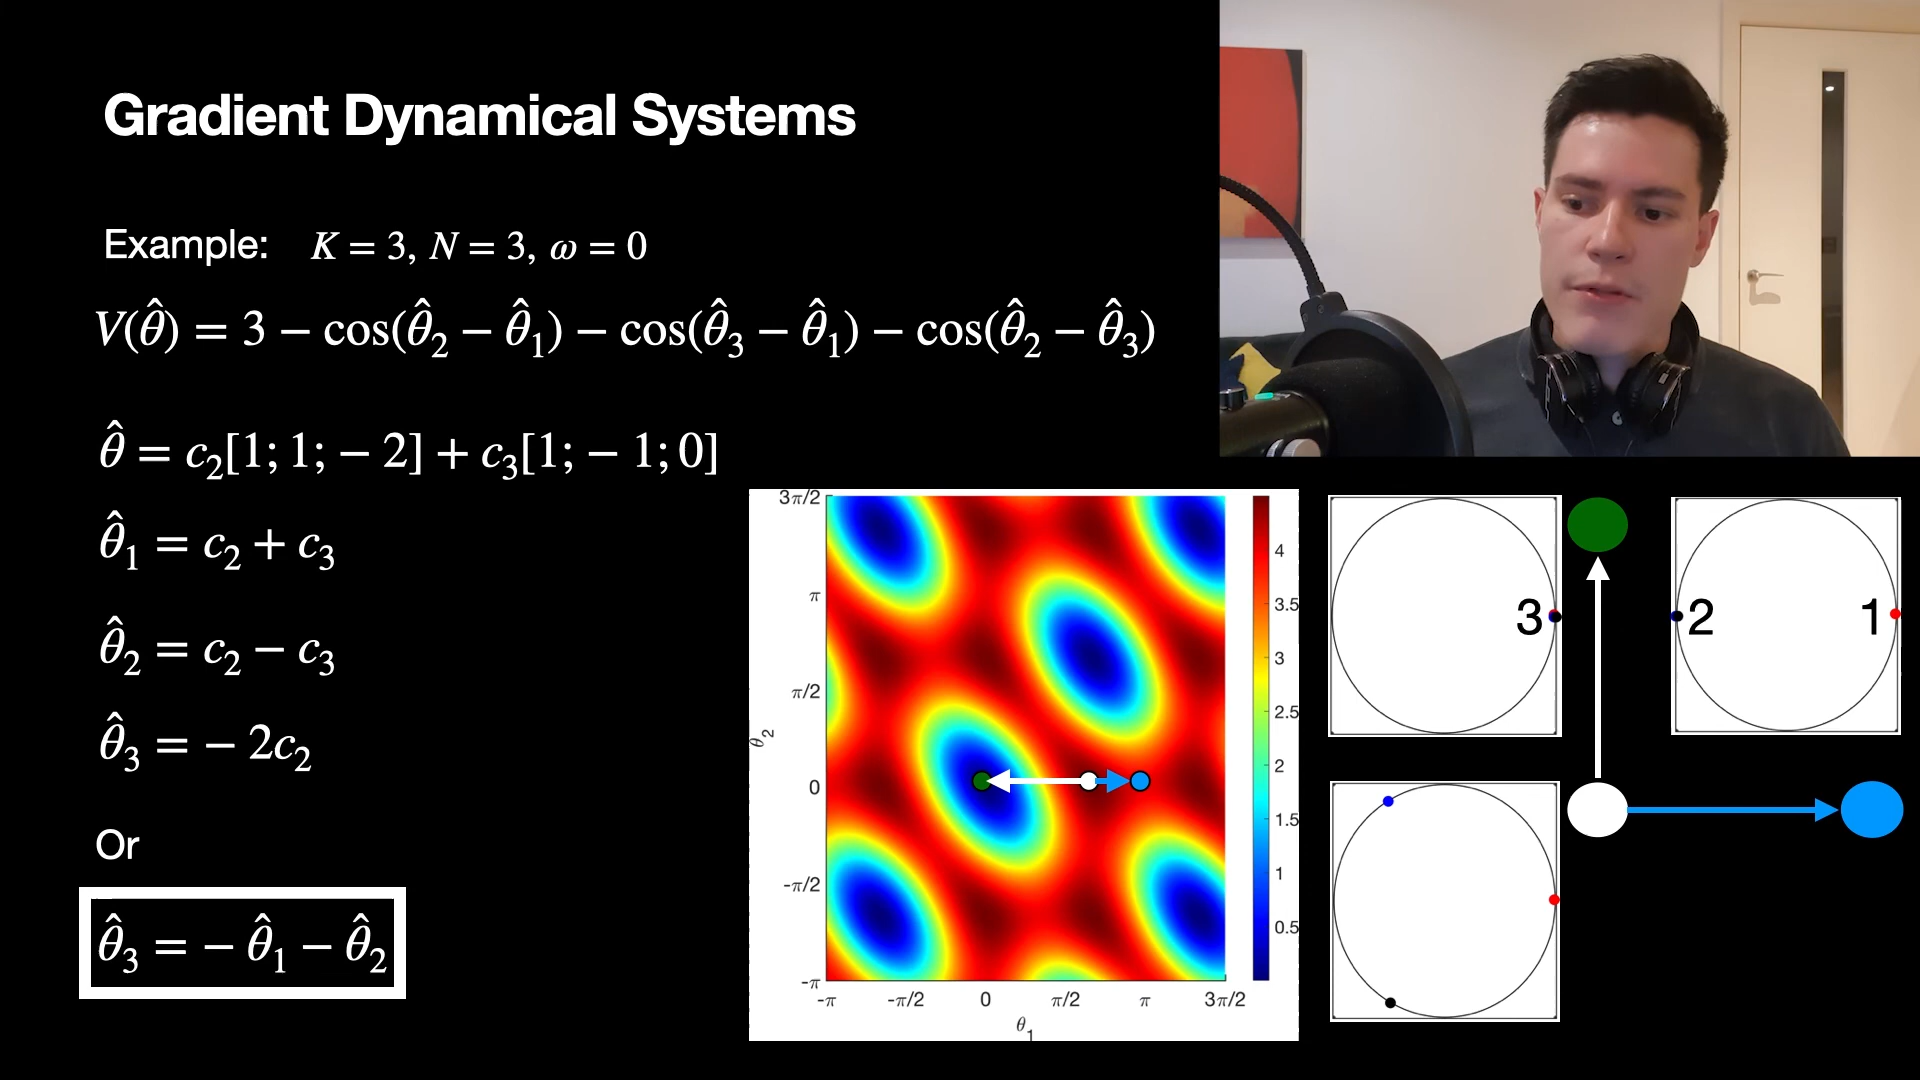 Gradient Dynamical Systems
Example: K = 3, N = 3, ω = 0
V(θ̂) = 3 − cos(θ̂₂ − θ̂₁) − cos(θ̂₃ − θ̂₁) − cos(θ̂₂ − θ̂₃)
θ̂ = c₂[1; 1; − 2] + c₃[1; − 1; 0]
θ̂₁ = c₂ + c₃
θ̂₂ = c₂ − c₃
θ̂₃ = − 2c₂
Or
θ̂₃ = − θ̂₁ − θ̂₂
3π/2
π
π/2
0
-π/2
-π
θ₂
-π -π/2 0 π/2 π 3π/2
θ₁
4
3.5
3
2.5
2
1.5
1
0.5
3
2 1